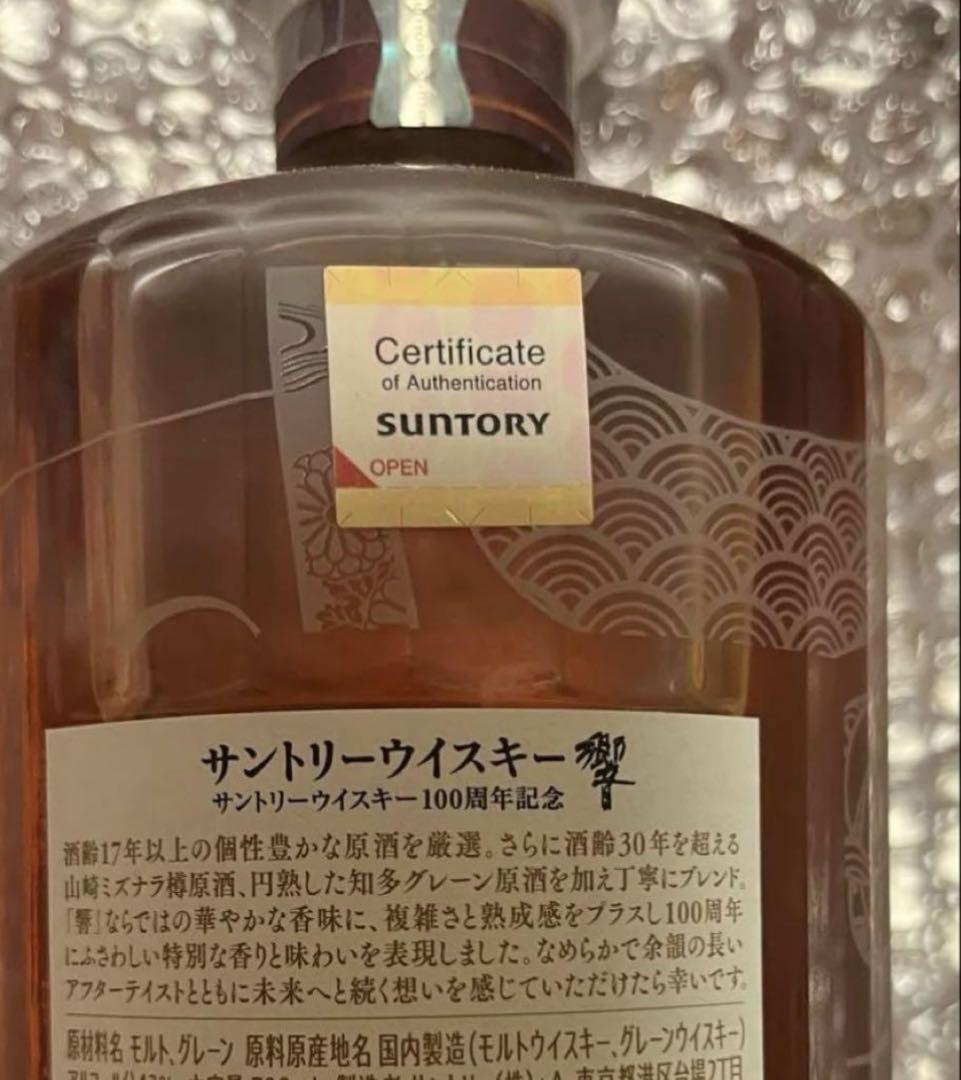 Certificate
of Authentication
SUNTORY
OPEN
サントリーウイスキー響
サントリーウイスキー100周年記念
酒齢17年以上の個性豊かな原酒を厳選。さらに酒齢30年を超える
山崎ミズナラ樽原酒、円熟した知多グレーン原酒を加え丁寧にブレンド。
「響」ならではの華やかな香味に、複雑さと熟成感をプラスし100周年
にふさわしい特別な香りと味わいを表現しました。なめらかで余韻の長い
アフターテイストとともに未来へと続く想いを感じていただけたら幸いです。
原材料名 モルト、グレーン 原料原産地名 国内製造(モルトウイスキー、グレーンウイスキー)
東京都港区台場2丁目